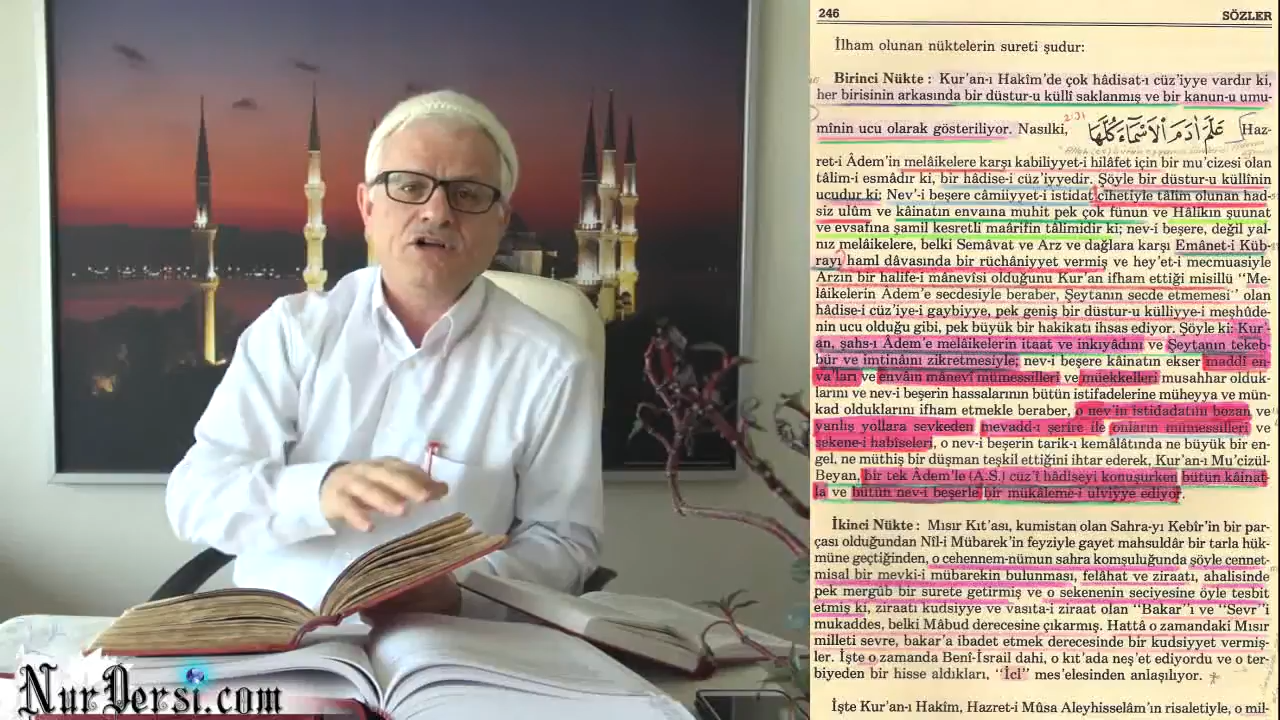 246 SÖZLER
İlham olunan nüktelerin sureti şudur:
Birinci Nükte : Kur'an-ı Hakîm'de çok hâdisat-ı cüz'iyye vardır ki,
her birisinin arkasında bir düstur-u küllî saklanmış ve bir kanun-u umu-
mînin ucu olarak gösteriliyor. Nasılki, عَلَّمَ اٰدَمَ الْاَسْمَٓاءَ كُلَّهَا Haz-
ret-i Âdem'in melâikelere karşı kabiliyyet-i hilâfet için bir mu'cizesi olan
tâlim-i esmâdır ki, bir hâdise-i cüz'iyyedir. Şöyle bir düstur-u küllînin
ucudur ki: Nev'-i beşere câmiiyyet-i istidat cihetiyle tâlim olunan had-
siz ulûm ve kâinatın envaına muhit pek çok fünun ve Hâlikın şuunat
ve evsafına şamil kesretli maârifin tâlimidir ki; nev-i beşere, değil yal-
nız melâikelere, belki Semâvat ve Arz ve dağlara karşı Emânet-i Küb-
rayı haml dâvasında bir rüchâniyyet vermiş ve hey'et-i mecmuasiyle
Arzın bir halife-i mânevîsi olduğunu Kur'an ifham ettiği misillü "Me-
lâikelerin Âdem'e secdesiyle beraber, Şeytanın secde etmemesi" olan
hâdise-i cüz'iye-i gaybiyye, pek geniş bir düstur-u külliyye-i meşhûde-
nin ucu olduğu gibi, pek büyük bir hakikatı ihsas ediyor. Şöyle ki: Kur'-
an, şahs-ı Âdem'e melâikelerin itaat ve inkıyâdını ve Şeytanın tekeb-
bür ve imtinâını zikretmesiyle; nev-i beşere kâinatın ekser maddî en-
va'ları ve envâın mânevî mümessilleri ve müekkelleri musahhar olduk-
larını ve nev-i beşerin hassalarının bütün istifadelerine müheyya ve mün-
kad olduklarını ifham etmekle beraber, o nev'in istidadatını bozan ve
yanlış yollara sevkeden mevadd-ı şerire ile onların mümessilleri ve
sekene-i habiseleri, o nev-i beşerin tarik-ı kemâlâtında ne büyük bir en-
gel, ne müthiş bir düşman teşkil ettiğini ihtar ederek, Kur'an-ı Mu'cizül-
Beyan, bir tek Âdem'le (A.S.) cüz'î hâdiseyi konuşurken bütün kâinat-
la ve bütün nev-i beşerle bir mükâleme-i ulviyye ediyor.
İkinci Nükte : Mısır Kıt'ası, kumistan olan Sahra-yı Kebîr'in bir par-
çası olduğundan Nîl-i Mübarek'in feyziyle gayet mahsuldâr bir tarla hük-
müne geçtiğinden, o cehennem-nümun sahra komşuluğunda şöyle cennet-
misal bir mevki-i mübarekin bulunması, felâhat ve ziraatı, ahalisinde
pek mergûb bir surete getirmiş ve o sekenenin seciyesine öyle tesbit
etmiş ki, ziraatı kudsiyye ve vasıta-i ziraat olan "Bakar"ı ve "Sevr"i
mukaddes, belki Mâbud derecesine çıkarmış. Hattâ o zamandaki Mısır
milleti sevre, bakar'a ibadet etmek derecesinde bir kudsiyyet vermiş-
ler. İşte o zamanda Benî-İsrail dahi, o kıt'ada neş'et ediyordu ve o ter-
biyeden bir hisse aldıkları, "İcl" mes'elesinden anlaşılıyor.
İşte Kur'an-ı Hakîm, Hazret-i Mûsa Aleyhisselâm'ın risaletiyle, o mil-
NurDersi.com